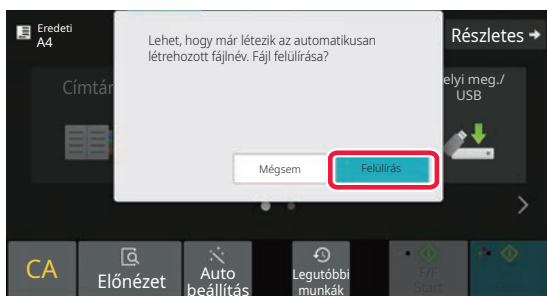 Eredeti
A4
Lehet, hogy már létezik az automatikusan
létrehozott fájlnév. Fájl felülírása?
Részletes
Címtár
elyi meg./
USB
Mégsem
Felülírás
CA
Előnézet
Auto
beállítás
Legutóbbi
munkák
F/F
Start